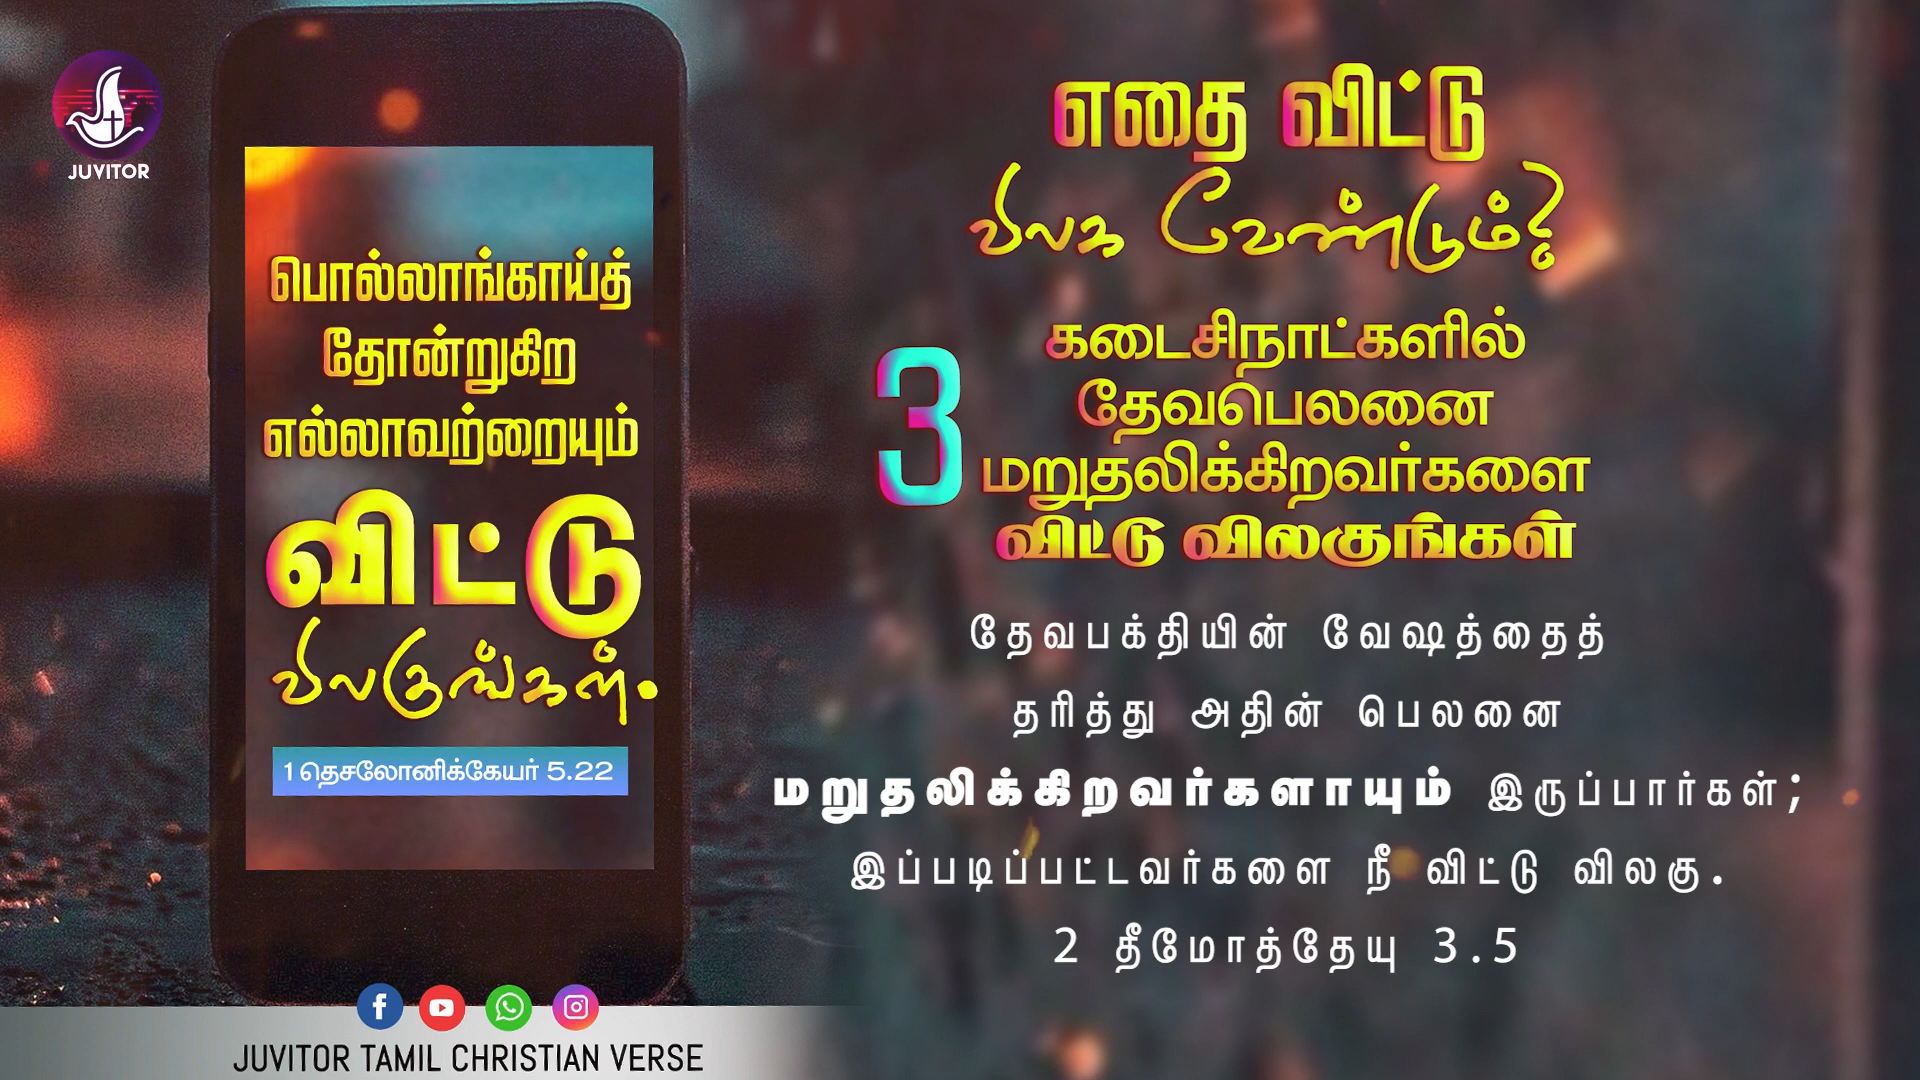 JUVITOR
பொல்லாங்காய்த்
தோன்றுகிற
எல்லாவற்றையும்
விட்டு
விலகுங்கள்.
1 தெசலோனிக்கேயர் 5.22
எதை விட்டு
விலக வேண்டும்?
3
கடைசிநாட்களில்
தேவபெலனை
மறுதலிக்கிறவர்களை
விட்டு விலகுங்கள்
தேவபக்தியின் வேஷத்தைத்
தரித்து அதின் பெலனை
மறுதலிக்கிறவர்களாயும் இருப்பார்கள்;
இப்படிப்பட்டவர்களை நீ விட்டு விலகு.
2 தீமோத்தேயு 3.5
JUVITOR TAMIL CHRISTIAN VERSE